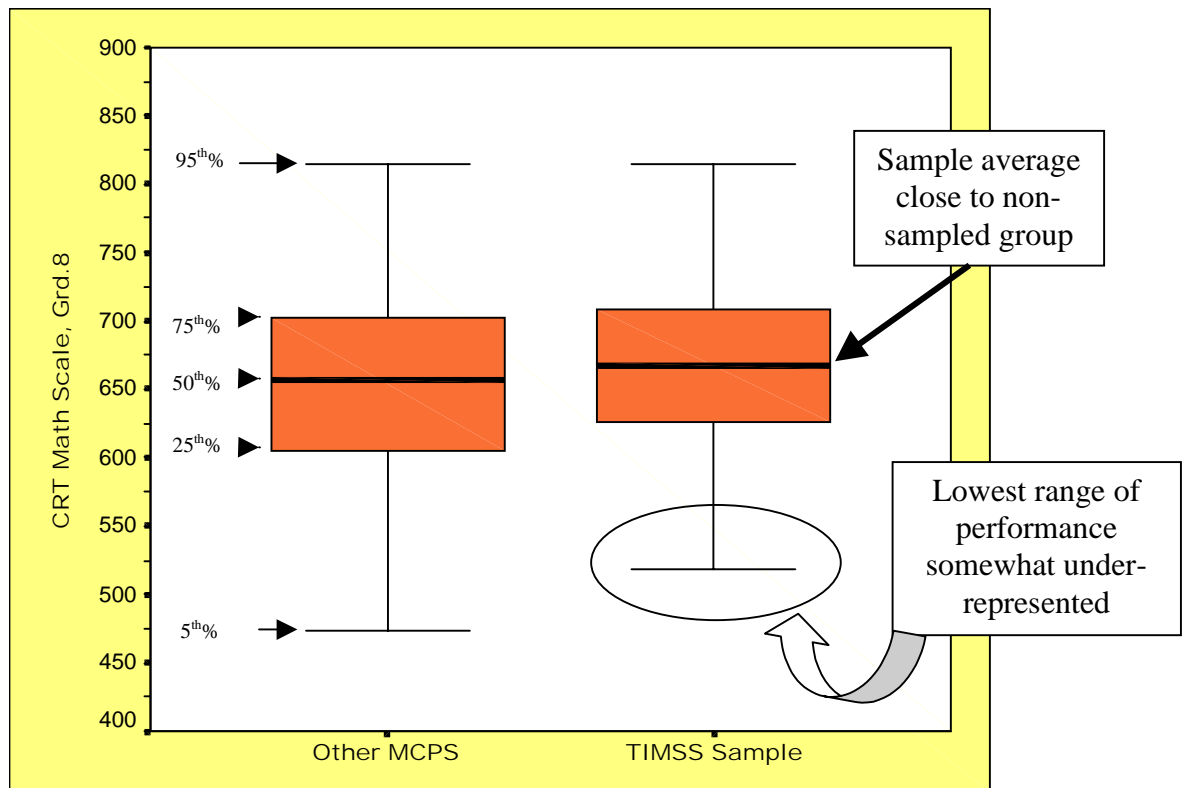 900
850
800
750
700
650
600
550
500
450
400
CRT Math Scale, Grd.8
95th%
75th%
50th%
25th%
5th%
Other MCPS
TIMSS Sample
Sample average
close to non-
sampled group
Lowest range of
performance
somewhat under-
represented